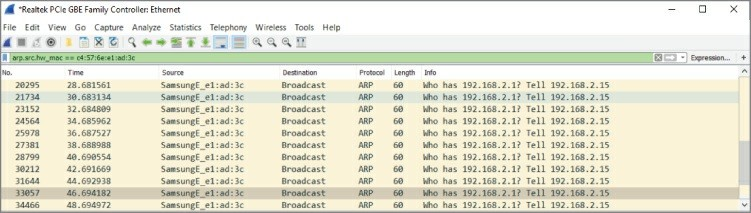 *Realtek PCIe GBE Family Controller: Ethernet
File Edit View Go Capture Analyze Statistics Telephony Wireless Tools Help
arp.src.hw_mac == c4:57:6e:e1:ad:3c Expression... +
No. Time Source Destination Protocol Length Info
20295 28.681561 SamsungE_e1:ad:3c Broadcast ARP 60 Who has 192.168.2.1? Tell 192.168.2.15
21734 30.683134 SamsungE_e1:ad:3c Broadcast ARP 60 Who has 192.168.2.1? Tell 192.168.2.15
23152 32.684809 SamsungE_e1:ad:3c Broadcast ARP 60 Who has 192.168.2.1? Tell 192.168.2.15
24564 34.685962 SamsungE_e1:ad:3c Broadcast ARP 60 Who has 192.168.2.1? Tell 192.168.2.15
25978 36.687527 SamsungE_e1:ad:3c Broadcast ARP 60 Who has 192.168.2.1? Tell 192.168.2.15
27381 38.688988 SamsungE_e1:ad:3c Broadcast ARP 60 Who has 192.168.2.1? Tell 192.168.2.15
28799 40.690554 SamsungE_e1:ad:3c Broadcast ARP 60 Who has 192.168.2.1? Tell 192.168.2.15
30212 42.691669 SamsungE_e1:ad:3c Broadcast ARP 60 Who has 192.168.2.1? Tell 192.168.2.15
31644 44.692938 SamsungE_e1:ad:3c Broadcast ARP 60 Who has 192.168.2.1? Tell 192.168.2.15
33057 46.694182 SamsungE_e1:ad:3c Broadcast ARP 60 Who has 192.168.2.1? Tell 192.168.2.15
34466 48.694972 SamsungE_e1:ad:3c Broadcast ARP 60 Who has 192.168.2.1? Tell 192.168.2.15